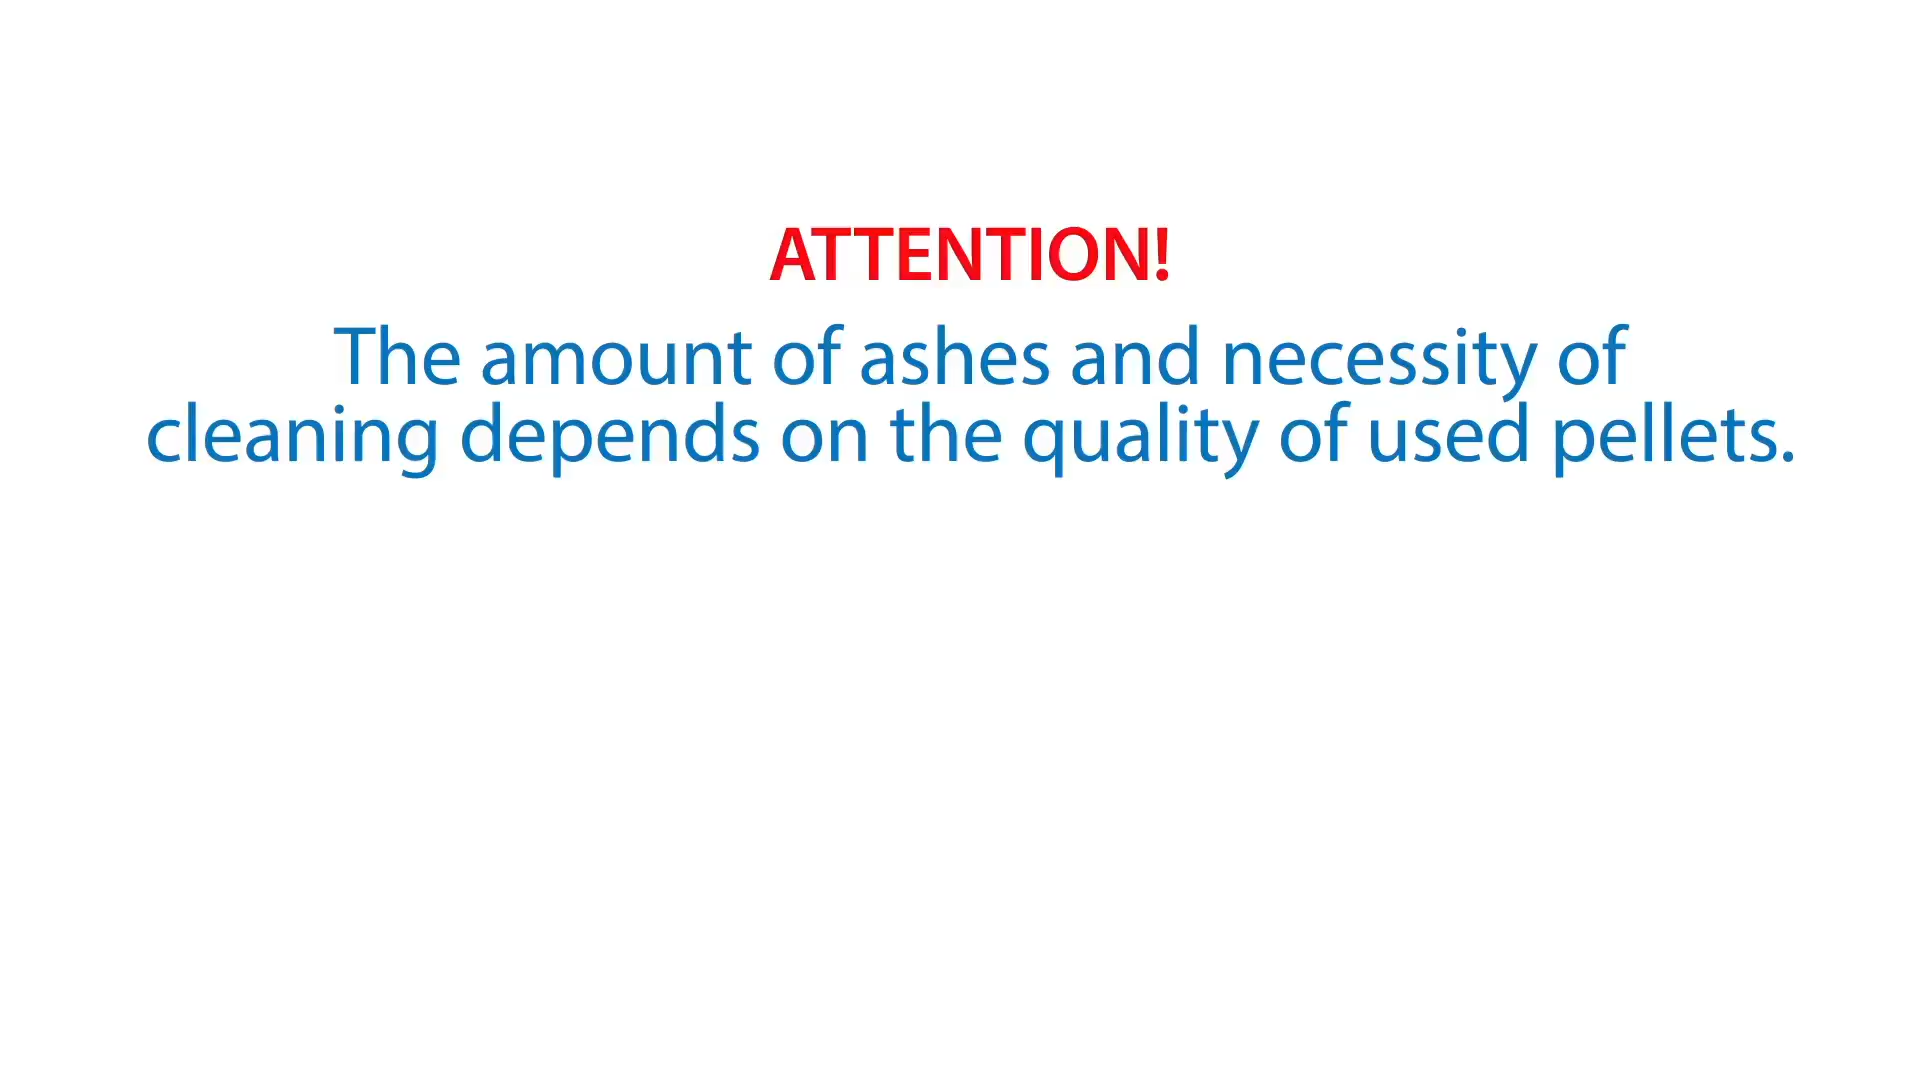 ATTENTION!
The amount of ashes and necessity of
cleaning depends on the quality of used pellets.